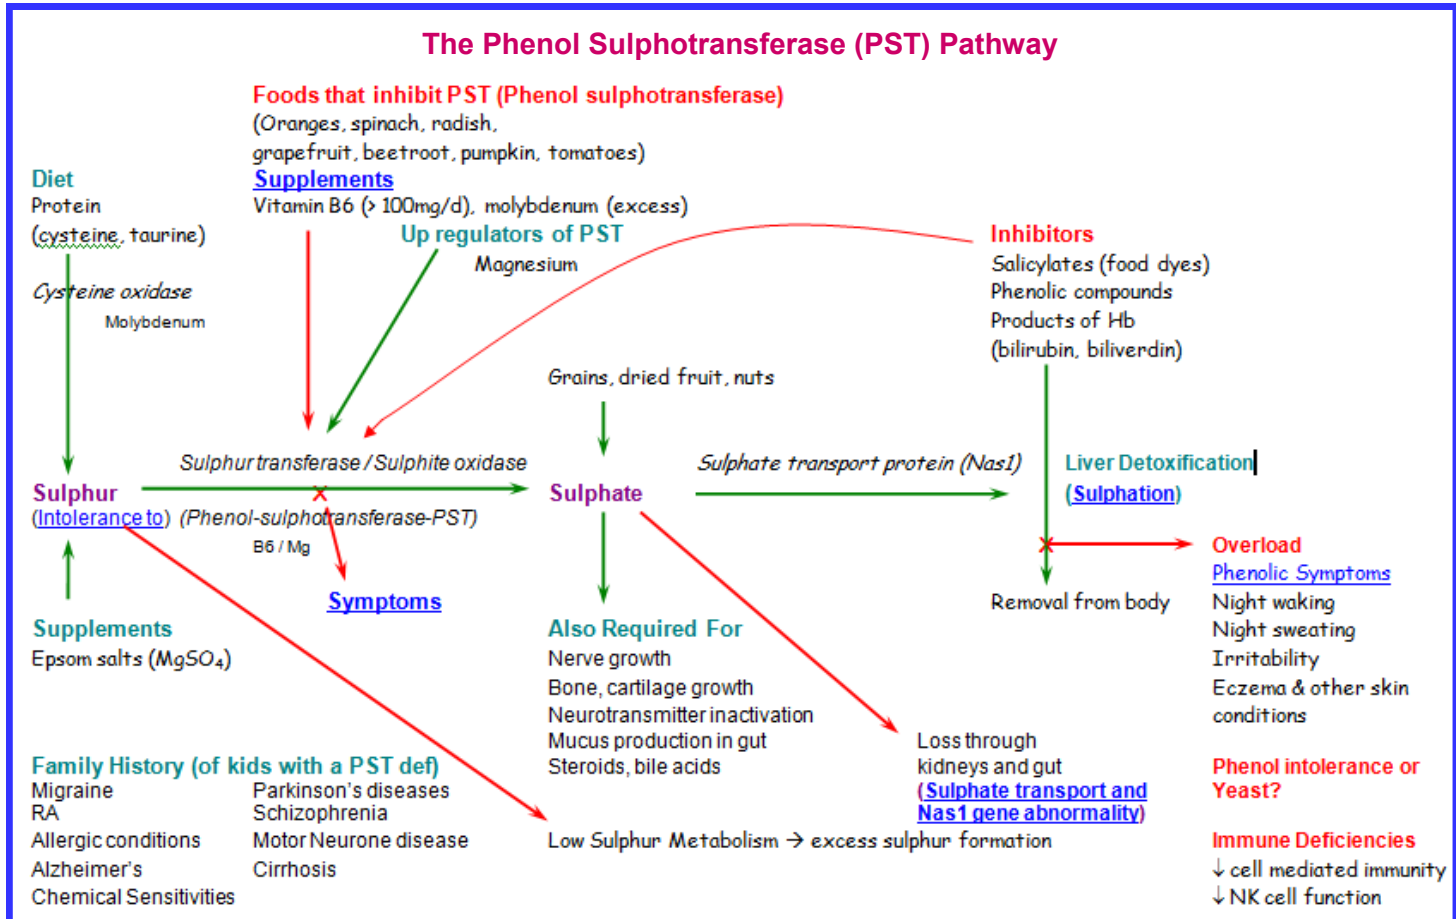 The Phenol Sulphotransferase (PST) Pathway
Foods that inhibit PST (Phenol sulphotransferase)
(Oranges, spinach, radish,
grapefruit, beetroot, pumpkin, tomatoes)
Supplements
Vitamin B6 (> 100mg/d), molybdenum (excess)
Diet
Protein
(cysteine, taurine)
Cysteine oxidase
Molybdenum
Up regulators of PST
Magnesium
Inhibitors
Salicylates (food dyes)
Phenolic compounds
Products of Hb
(bilirubin, biliverdin)
Grains, dried fruit, nuts
Sulphur transferase / Sulphite oxidase
Sulphur
(Intolerance to) (Phenol-sulphotransferase-PST)
B6 / Mg
Symptoms
Sulphate
Sulphate transport protein (Nas1)
Liver Detoxification
(Sulphation)
Removal from body
Overload
Phenolic Symptoms
Night waking
Night sweating
Irritability
Eczema & other skin
conditions
Supplements
Epsom salts (MgSO₄)
Also Required For
Nerve growth
Bone, cartilage growth
Neurotransmitter inactivation
Mucus production in gut
Steroids, bile acids
Loss through
kidneys and gut
(Sulphate transport and
Nas1 gene abnormality)
Phenol intolerance or
Yeast?
Family History (of kids with a PST def)
Migraine Parkinson's diseases
RA Schizophrenia
Allergic conditions Motor Neurone disease
Alzheimer's Cirrhosis
Chemical Sensitivities
Low Sulphur Metabolism → excess sulphur formation
Immune Deficiencies
↓ cell mediated immunity
↓ NK cell function